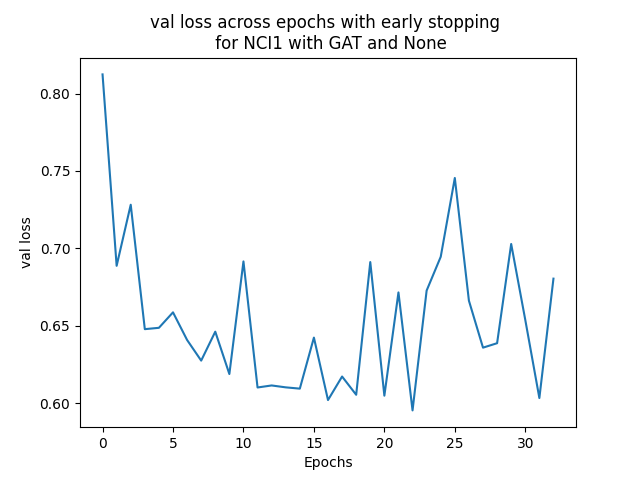 val loss across epochs with early stopping
for NCI1 with GAT and None
val loss
0.80
0.75
0.70
0.65
0.60
0 5 10 15 20 25 30
Epochs